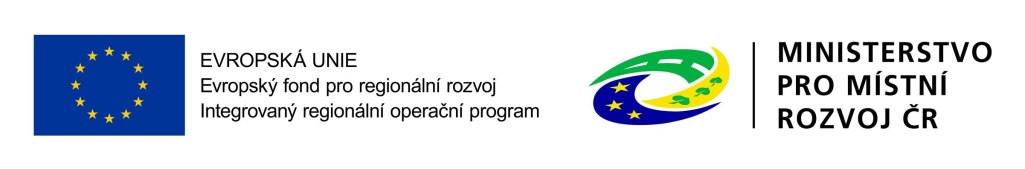 EVROPSKÁ UNIE
Evropský fond pro regionální rozvoj
Integrovaný regionální operační program
MINISTERSTVO
PRO MÍSTNÍ
ROZVOJ ČR